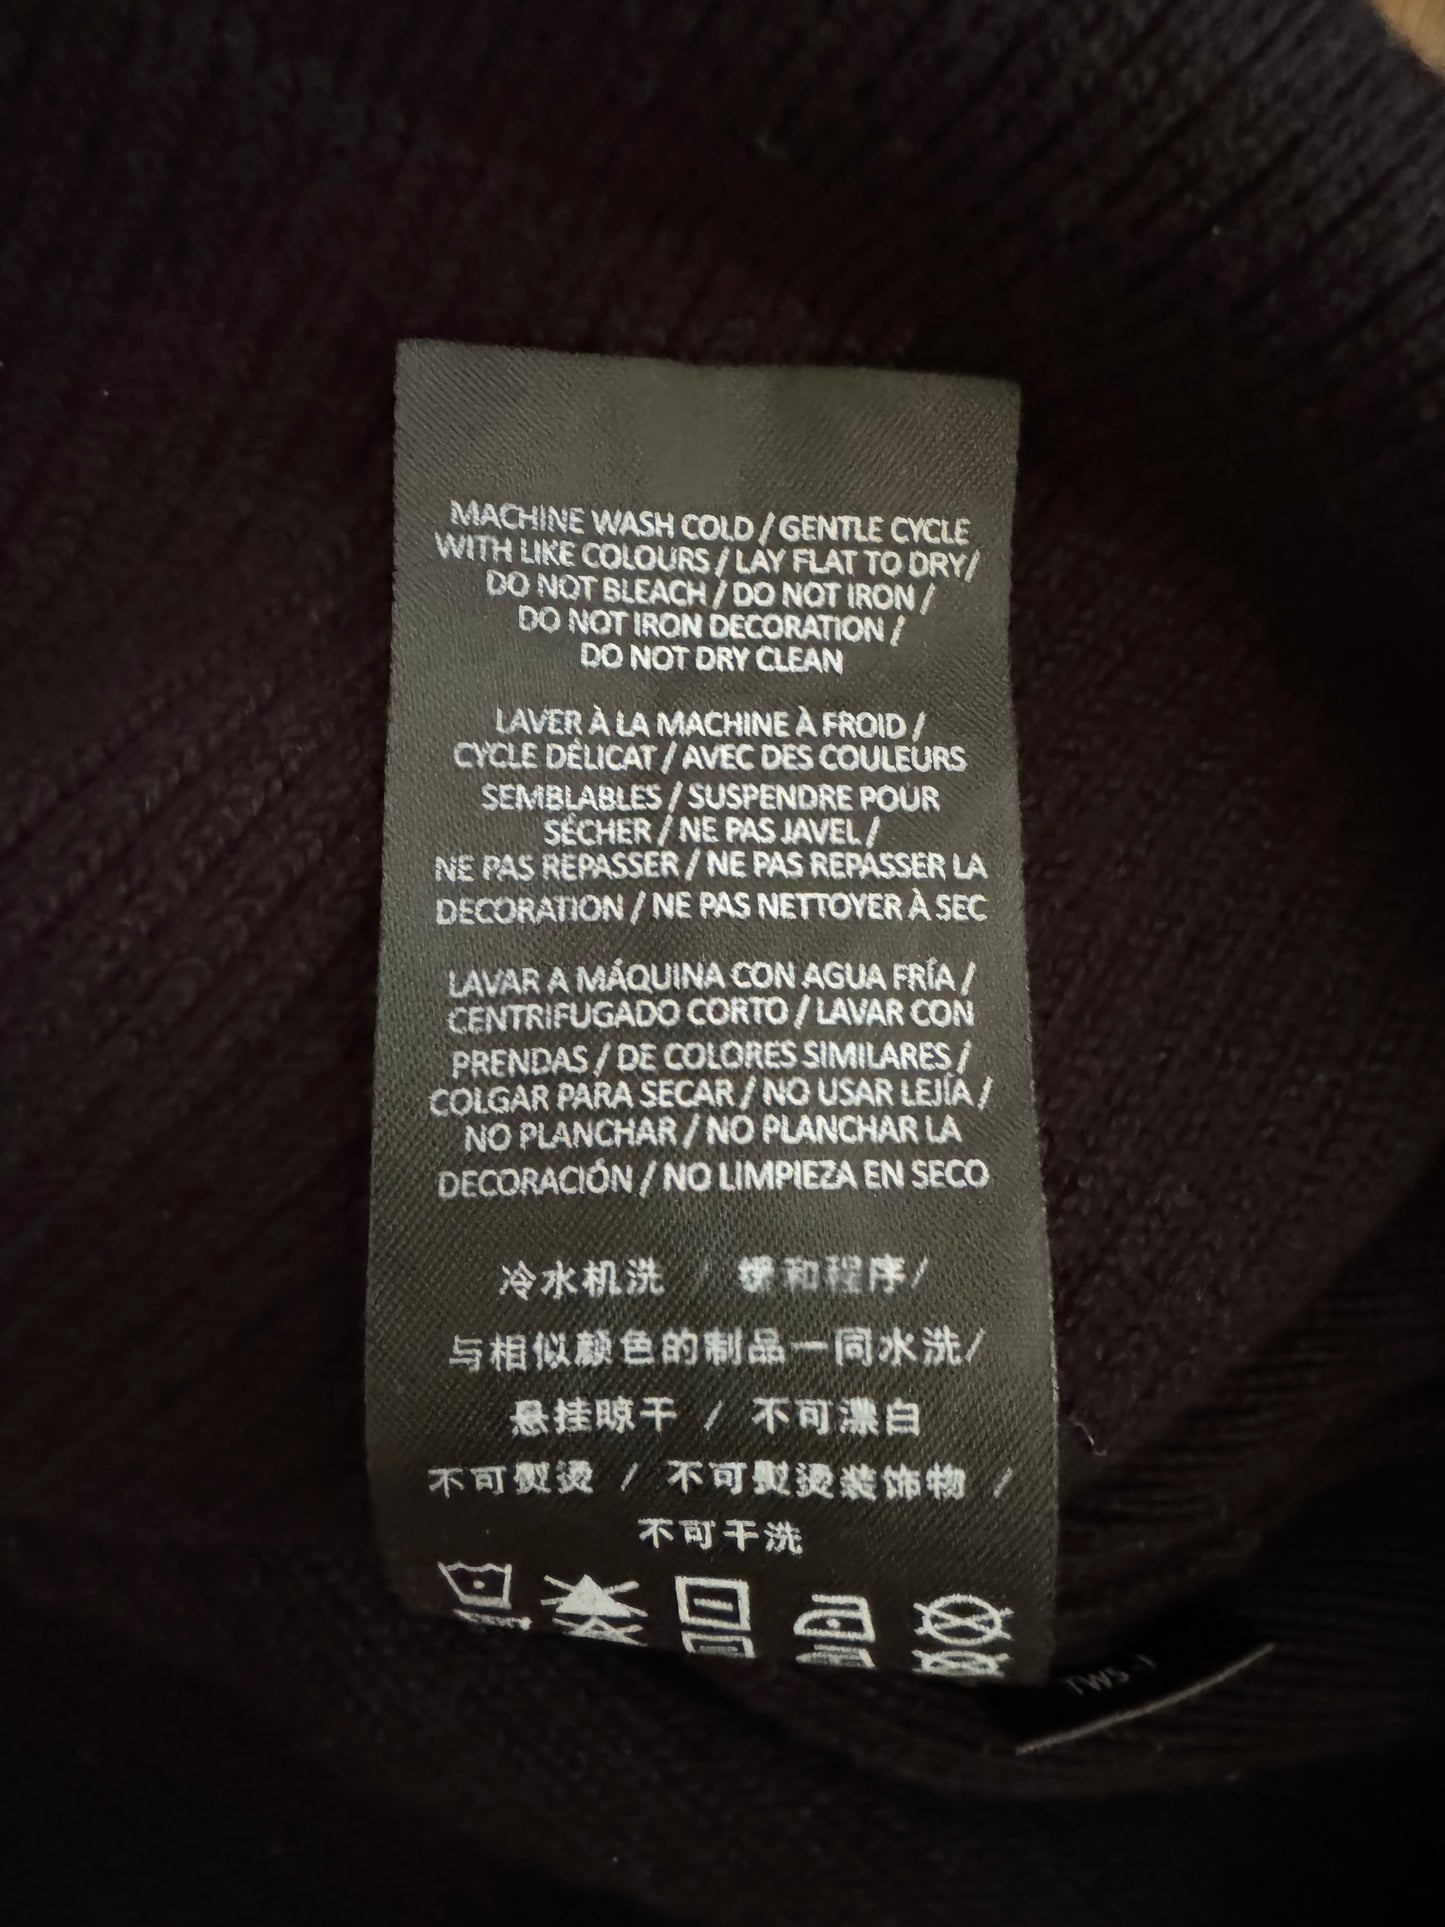 MACHINE WASH COLD / GENTLE CYCLE
WITH LIKE COLOURS / LAY FLAT TO DRY/
DO NOT BLEACH / DO NOT IRON /
DO NOT IRON DECORATION /
DO NOT DRY CLEAN
LAVER À LA MACHINE À FROID /
CYCLE DÉLICAT / AVEC DES COULEURS
SEMBLABLES / SUSPENDRE POUR
SÉCHER / NE PAS JAVEL /
NE PAS REPASSER / NE PAS REPASSER LA
DECORATION / NE PAS NETTOYER À SEC
LAVAR A MÁQUINA CON AGUA FRÍA /
CENTRIFUGADO CORTO / LAVAR CON
PRENDAS / DE COLORES SIMILARES /
COLGAR PARA SECAR / NO USAR LEJÍA /
NO PLANCHAR / NO PLANCHAR LA
DECORACIÓN / NO LIMPIEZA EN SECO
冷水机洗 / 缓和程序/
与相似颜色的制品一同水洗/
悬挂晾干 / 不可漂白
不可熨烫 / 不可熨烫装饰物 /
不可干洗